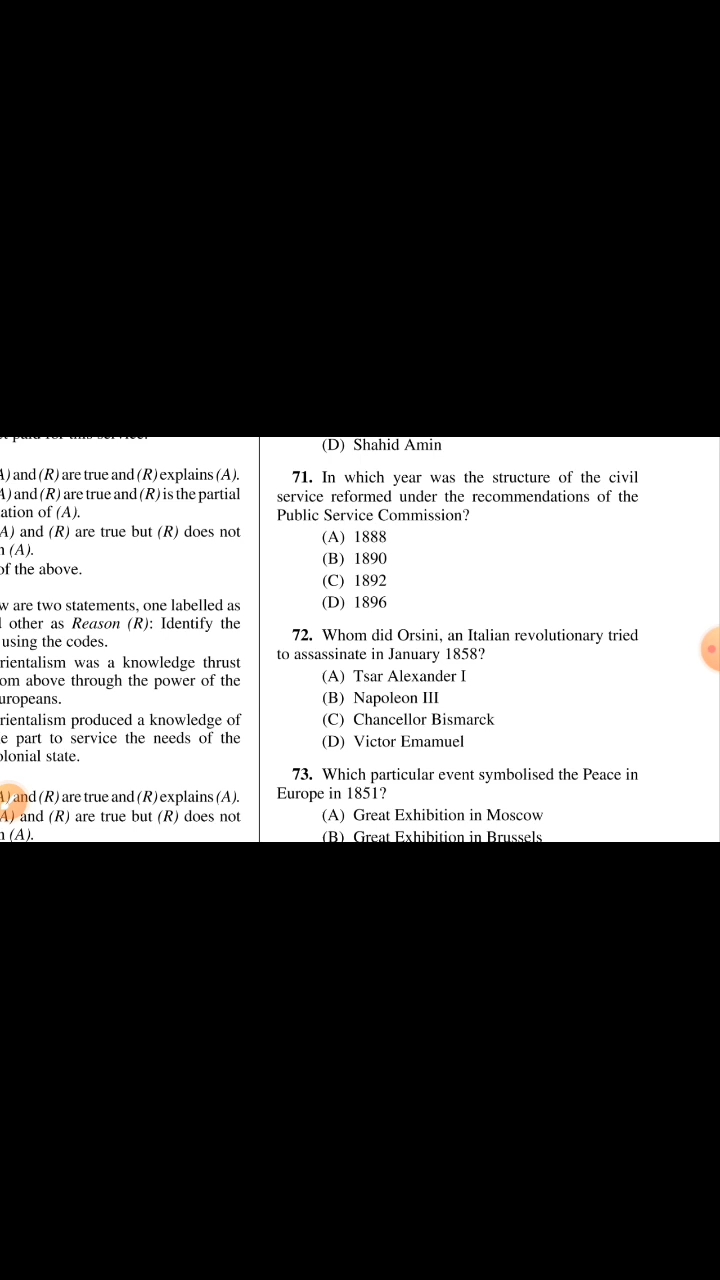 A) and (R) are true and (R) explains (A).
A) and (R) are true and (R) is the partial
ation of (A).
A) and (R) are true but (R) does not
n (A).
of the above.
w are two statements, one labelled as
other as Reason (R): Identify the
using the codes.
rientalism was a knowledge thrust
om above through the power of the
uropeans.
rientalism produced a knowledge of
e part to service the needs of the
olonial state.
A) and (R) are true and (R) explains (A).
A) and (R) are true but (R) does not
n (A).
(D) Shahid Amin
71. In which year was the structure of the civil
service reformed under the recommendations of the
Public Service Commission?
(A) 1888
(B) 1890
(C) 1892
(D) 1896
72. Whom did Orsini, an Italian revolutionary tried
to assassinate in January 1858?
(A) Tsar Alexander I
(B) Napoleon III
(C) Chancellor Bismarck
(D) Victor Emamuel
73. Which particular event symbolised the Peace in
Europe in 1851?
(A) Great Exhibition in Moscow
(B) Great Exhibition in Brussels